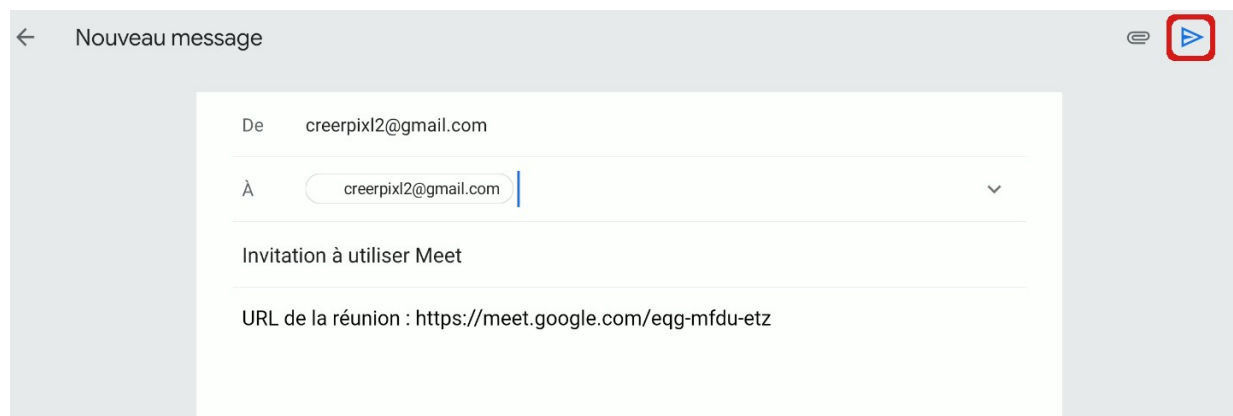 Nouveau message
De creerpixl2@gmail.com
À creerpixl2@gmail.com
Invitation à utiliser Meet
URL de la réunion : https://meet.google.com/eqg-mfdu-etz